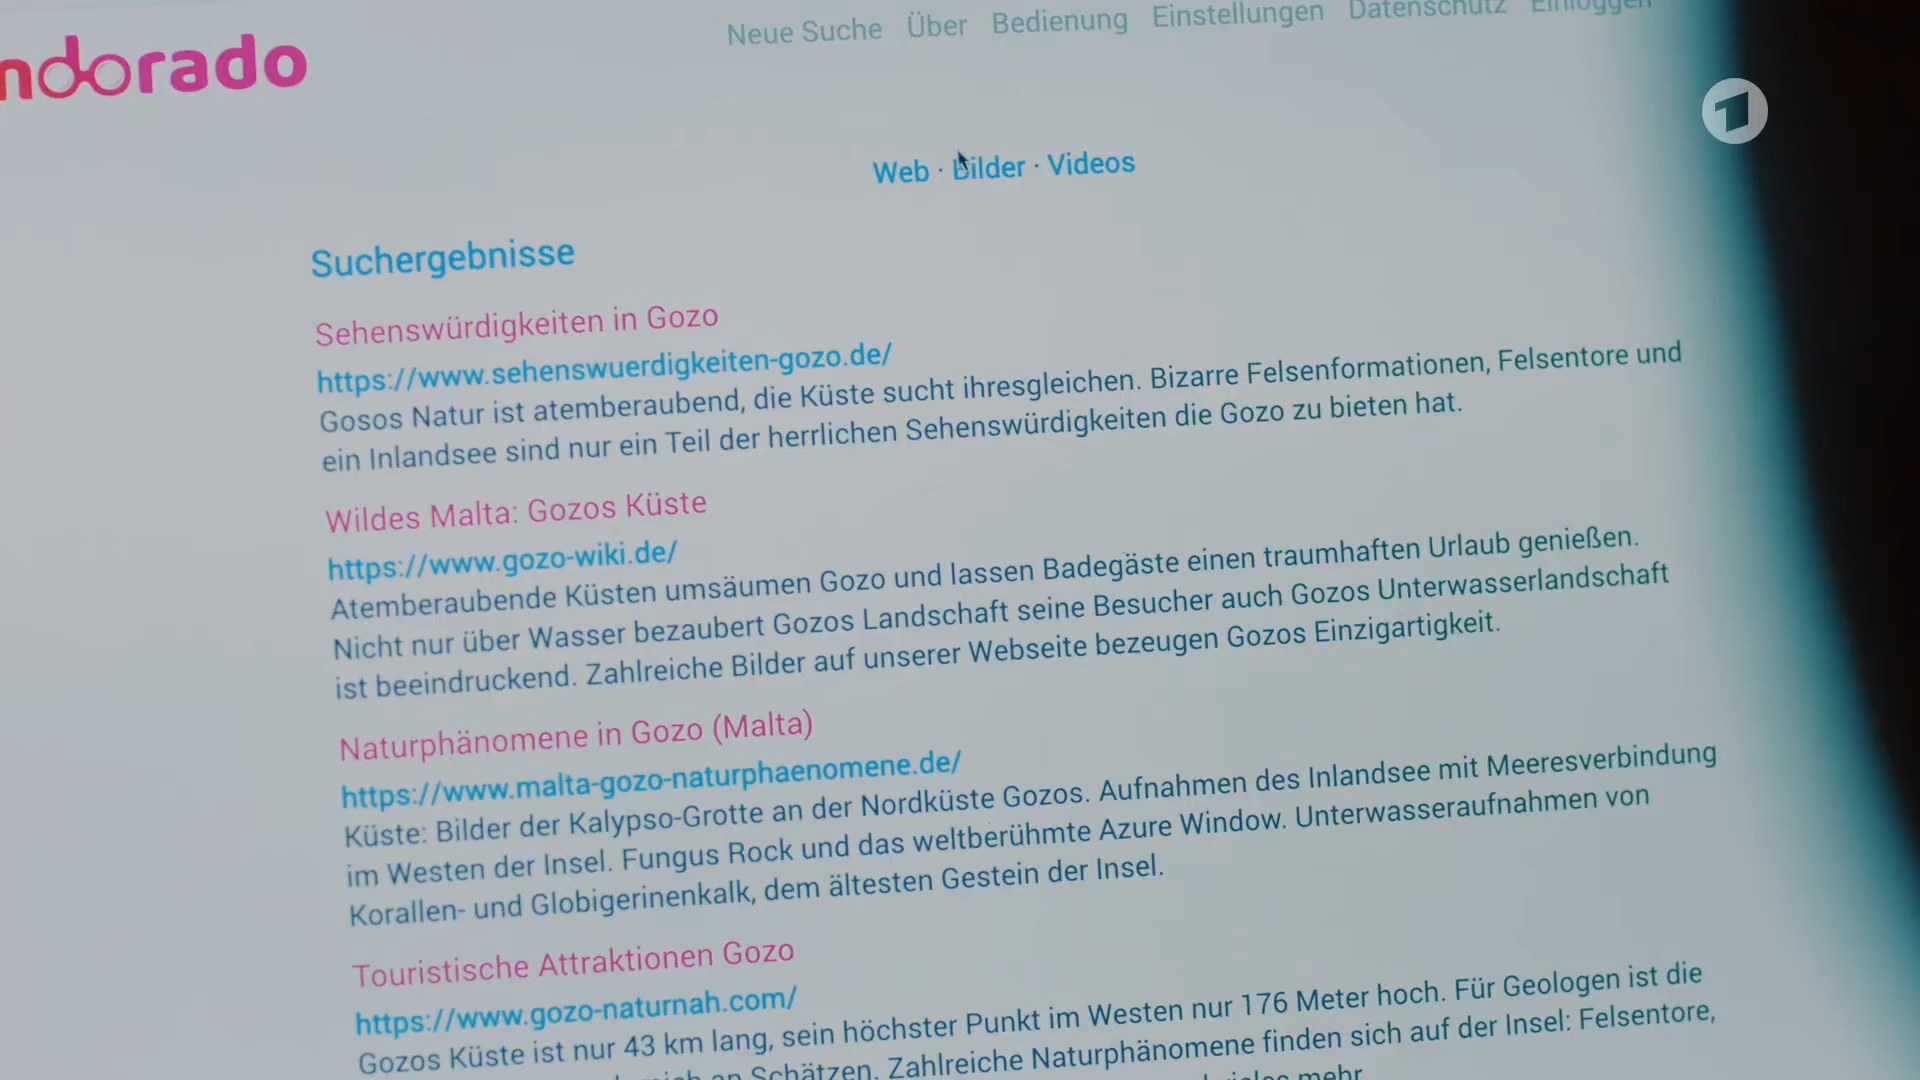 ndorado
Neue Suche Über Bedienung Einstellungen Datenschutz Einloggen
Web · Bilder · Videos
Suchergebnisse
Sehenswürdigkeiten in Gozo
https://www.sehenswuerdigkeiten-gozo.de/
Gosos Natur ist atemberaubend, die Küste sucht ihresgleichen. Bizarre Felsenformationen, Felsentore und
ein Inlandsee sind nur ein Teil der herrlichen Sehenswürdigkeiten die Gozo zu bieten hat.
Wildes Malta: Gozos Küste
https://www.gozo-wiki.de/
Atemberaubende Küsten umsäumen Gozo und lassen Badegäste einen traumhaften Urlaub genießen.
Nicht nur über Wasser bezaubert Gozos Landschaft seine Besucher auch Gozos Unterwasserlandschaft
ist beeindruckend. Zahlreiche Bilder auf unserer Webseite bezeugen Gozos Einzigartigkeit.
Naturphänomene in Gozo (Malta)
https://www.malta-gozo-naturphaenomene.de/
Küste: Bilder der Kalypso-Grotte an der Nordküste Gozos. Aufnahmen des Inlandsee mit Meeresverbindung
im Westen der Insel. Fungus Rock und das weltberühmte Azure Window. Unterwasseraufnahmen von
Korallen- und Globigerinenkalk, dem ältesten Gestein der Insel.
Touristische Attraktionen Gozo
https://www.gozo-naturnah.com/
Gozos Küste ist nur 43 km lang, sein höchster Punkt im Westen nur 176 Meter hoch. Für Geologen ist die
an Schätzen. Zahlreiche Naturphänomene finden sich auf der Insel: Felsentore,
mehr